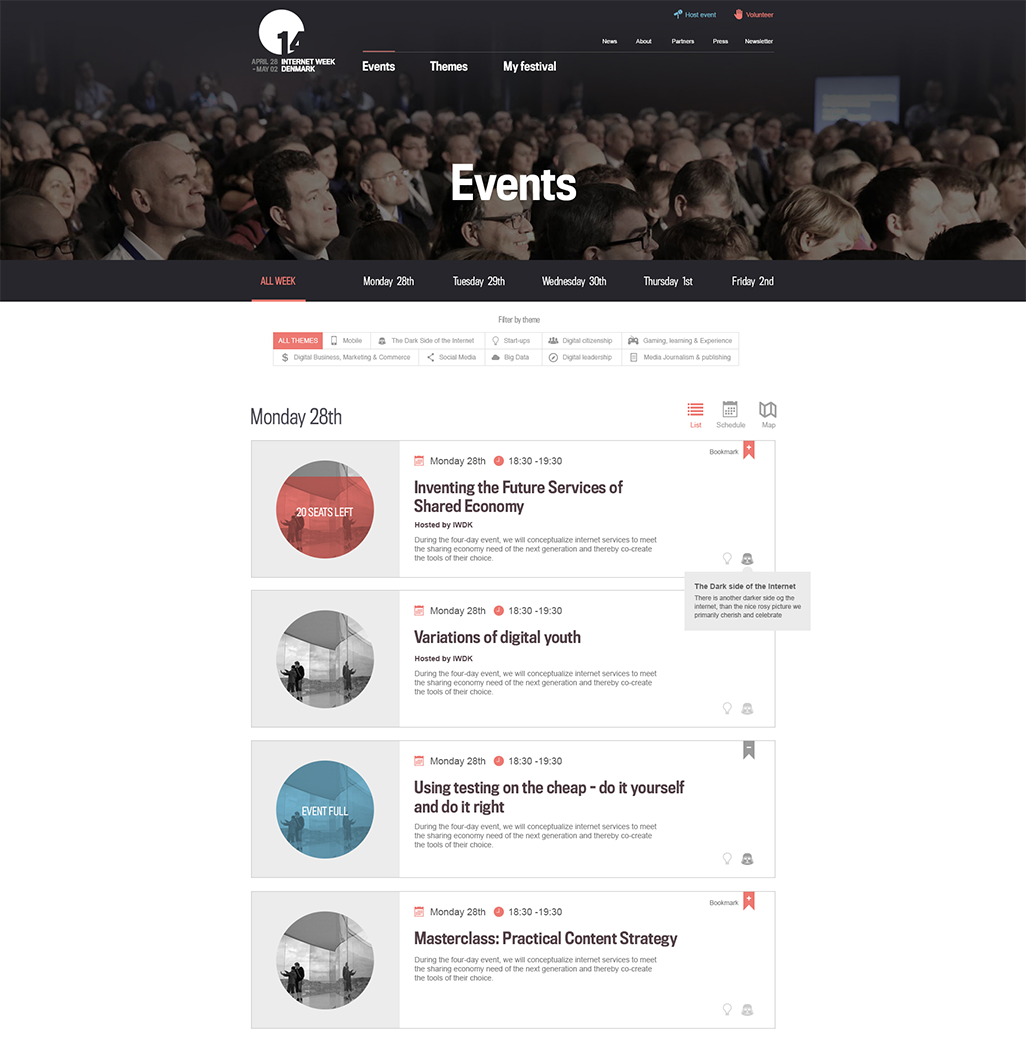 Host event Volunteer
14
News About Partners Press Newsletter
APRIL 28 INTERNET WEEK
- MAY 02 DENMARK
Events Themes My festival
Events
ALL WEEK Monday 28th Tuesday 29th Wednesday 30th Thursday 1st Friday 2nd
Filter by theme
ALL THEMES Mobile The Dark Side of the Internet Start-ups Digital citizenship Gaming, learning & Experience
Digital Business, Marketing & Commerce Social Media Big Data Digital leadership Media Journalism & publishing
Monday 28th
List Schedule Map
Bookmark
Monday 28th 18:30 -19:30
Inventing the Future Services of
Shared Economy
Hosted by IWDK
During the four-day event, we will conceptualize internet services to meet
the sharing economy need of the next generation and thereby co-create
the tools of their choice.
20 SEATS LEFT
The Dark side of the Internet
There is another darker side og the
internet, than the nice rosy picture we
primarily cherish and celebrate
Monday 28th 18:30 -19:30
Variations of digital youth
Hosted by IWDK
During the four-day event, we will conceptualize internet services to meet
the sharing economy need of the next generation and thereby co-create
the tools of their choice.
Monday 28th 18:30 -19:30
Using testing on the cheap - do it yourself
and do it right
During the four-day event, we will conceptualize internet services to meet
the sharing economy need of the next generation and thereby co-create
the tools of their choice.
EVENT FULL
Bookmark
Monday 28th 18:30 -19:30
Masterclass: Practical Content Strategy
During the four-day event, we will conceptualize internet services to meet
the sharing economy need of the next generation and thereby co-create
the tools of their choice.